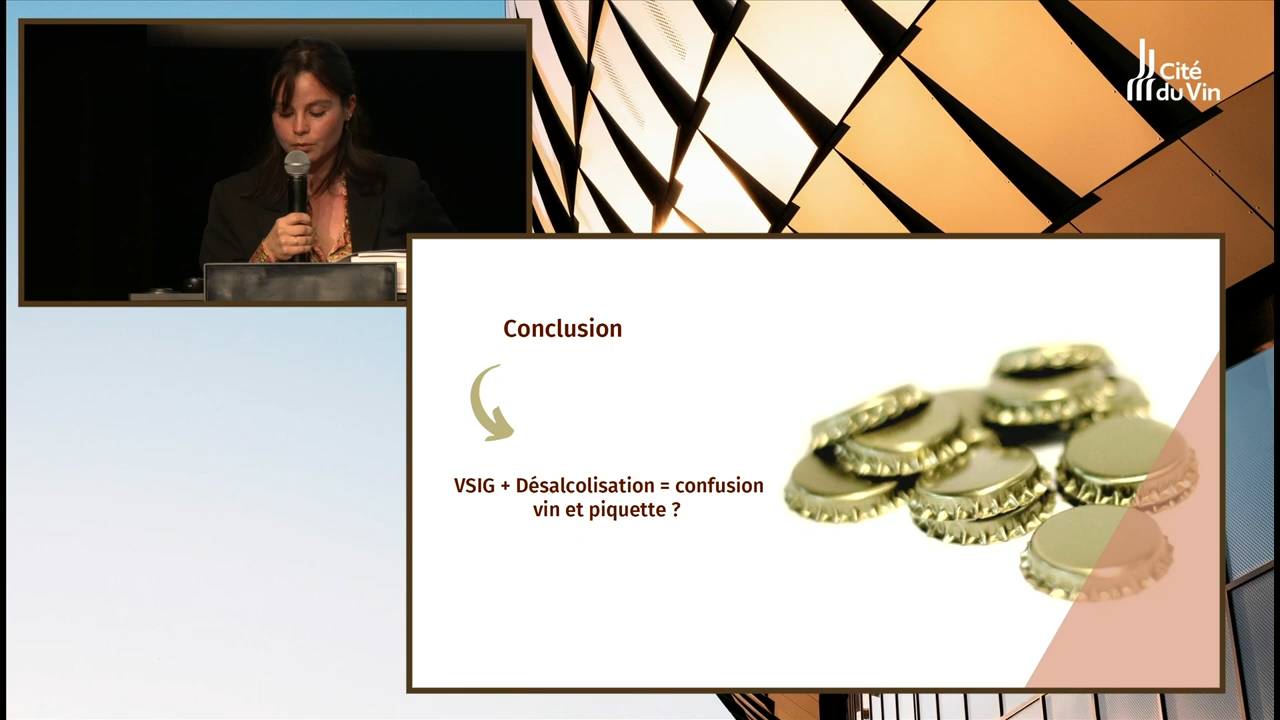 Cité
du Vin
Conclusion
VSIG + Désalcolisation = confusion
vin et piquette ?